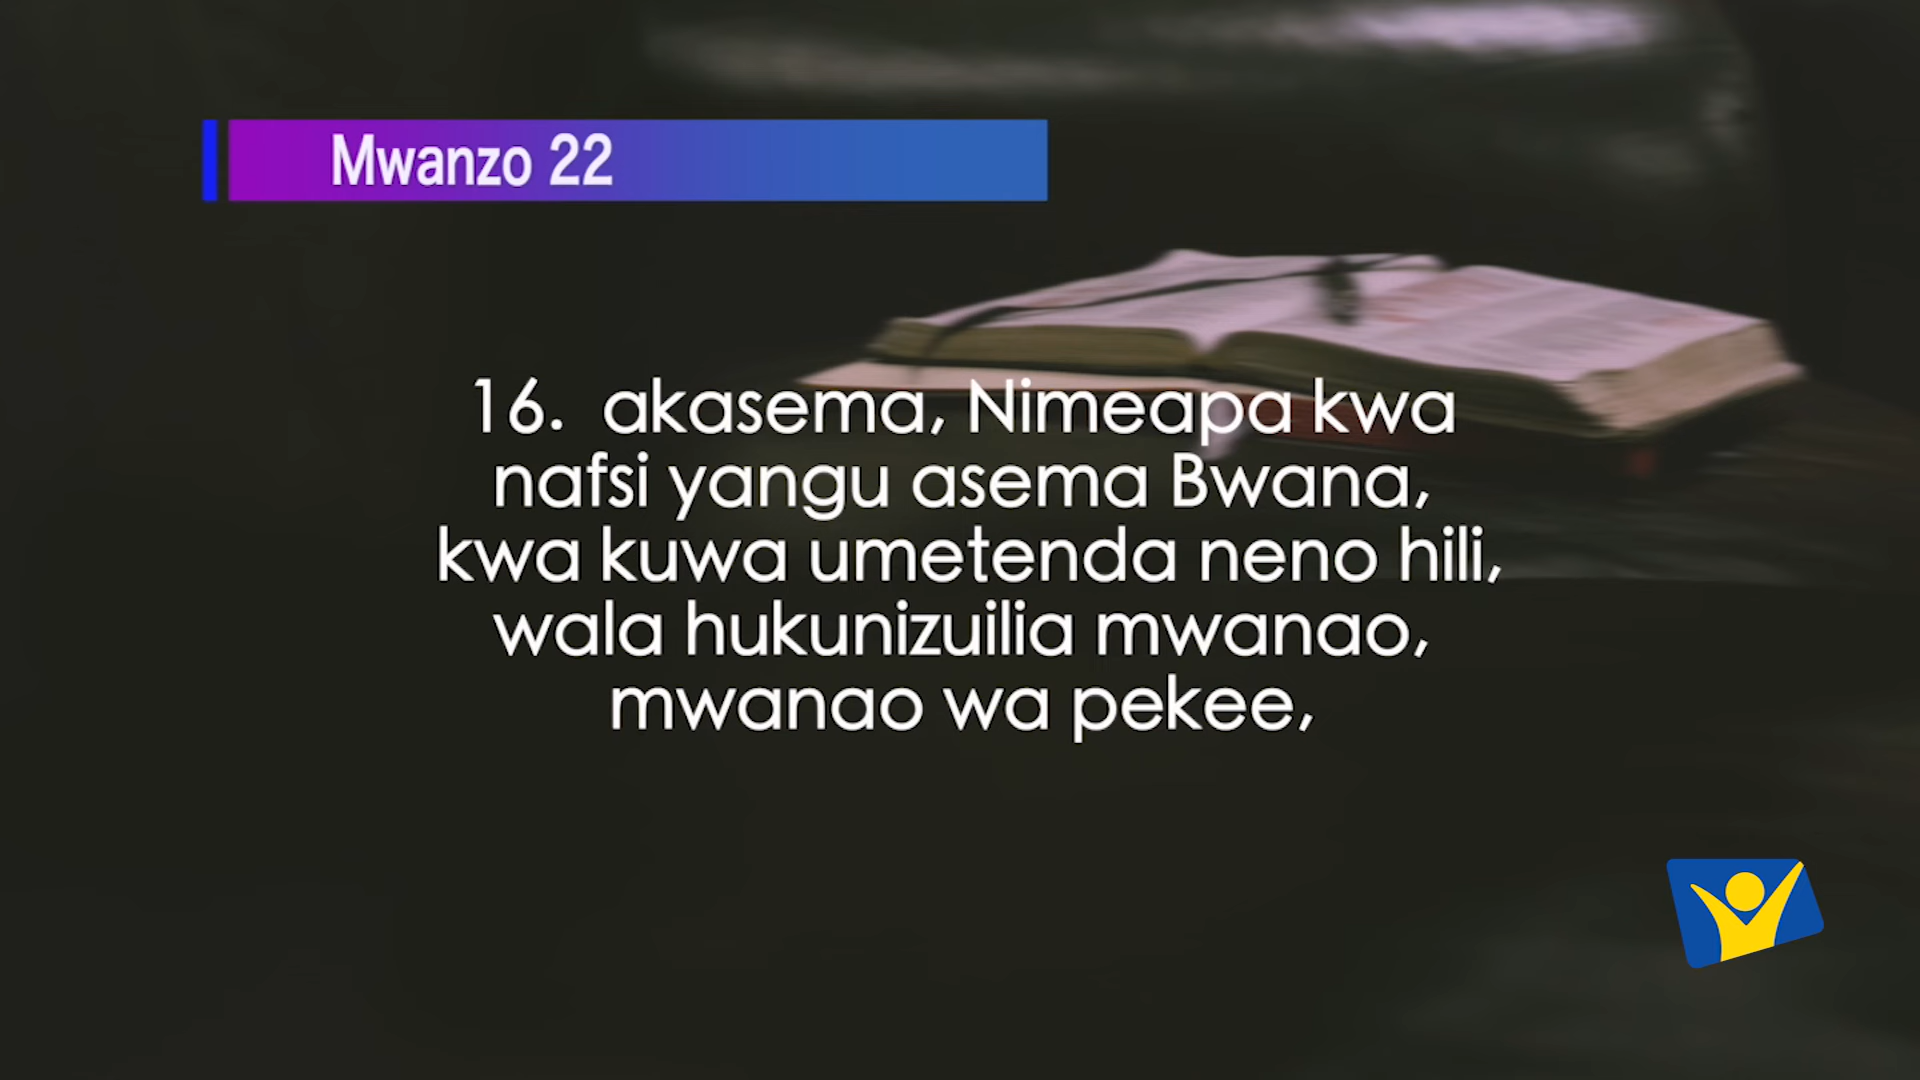 Mwanzo 22
16. akasema, Nimeapa kwa
nafsi yangu asema Bwana,
kwa kuwa umetenda neno hili,
wala hukunizuilia mwanao,
mwanao wa pekee,